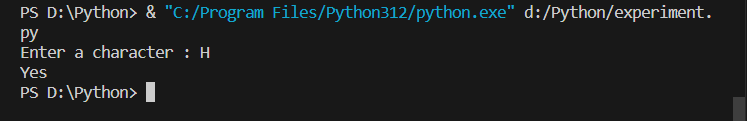 PS D:\Python> & "C:/Program Files/Python312/python.exe" d:/Python/experiment.
py
Enter a character : H
Yes
PS D:\Python>